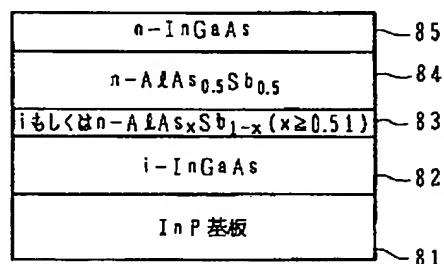 n-InGaAs 85
n-AlAs0.5Sb0.5 84
iもしくはn-AlAsxSb1-x(x≧0.51) 83
i-InGaAs 82
InP基板 81